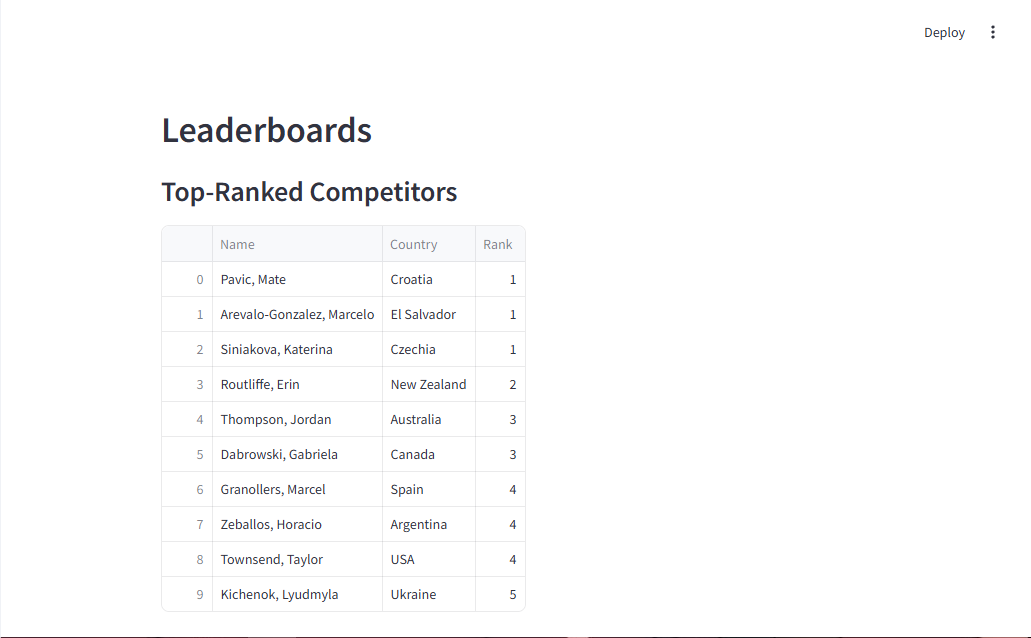 Deploy
Leaderboards
Top-Ranked Competitors
Name Country Rank
0 Pavic, Mate Croatia 1
1 Arevalo-Gonzalez, Marcelo El Salvador 1
2 Siniakova, Katerina Czechia 1
3 Routliffe, Erin New Zealand 2
4 Thompson, Jordan Australia 3
5 Dabrowski, Gabriela Canada 3
6 Granollers, Marcel Spain 4
7 Zeballos, Horacio Argentina 4
8 Townsend, Taylor USA 4
9 Kichenok, Lyudmyla Ukraine 5